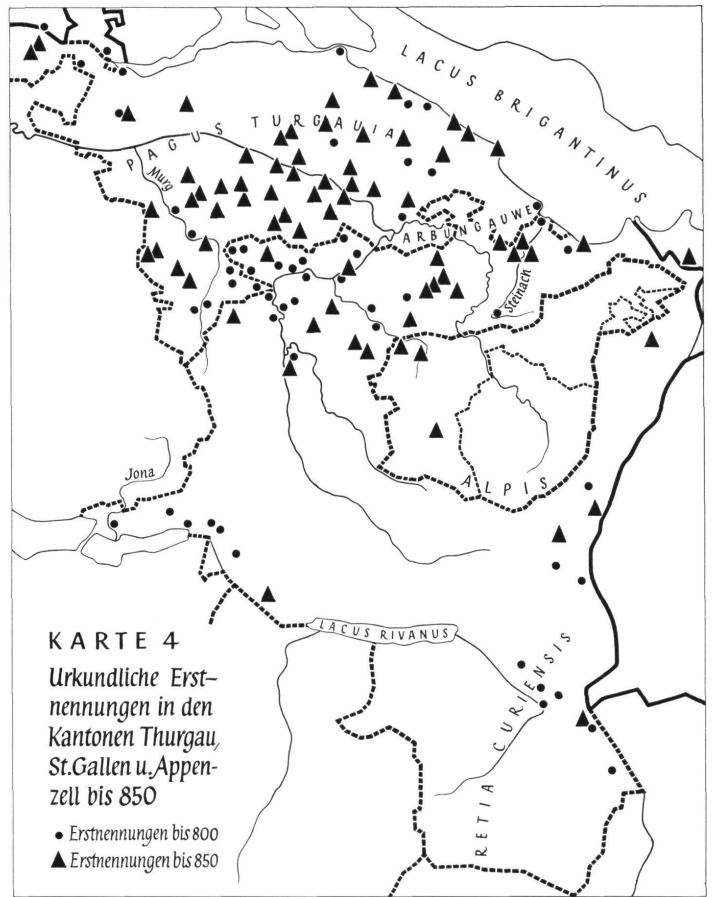 LACUS BRIGANTINUS
PAGUS TURGAUIA
Murg
ARBUNGAUWE
Steinach
Jona
ALPIS
LACUS RIVANUS
RETIA CURIENSIS
KARTE 4
Urkundliche Erst–
nennungen in den
Kantonen Thurgau,
St.Gallen u.Appen-
zell bis 850
Erstnennungen bis 800
Erstnennungen bis 850